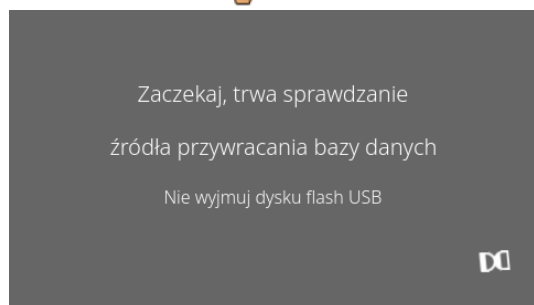 Zaczekaj, trwa sprawdzanie
źródła przywracania bazy danych
Nie wyjmuj dysku flash USB